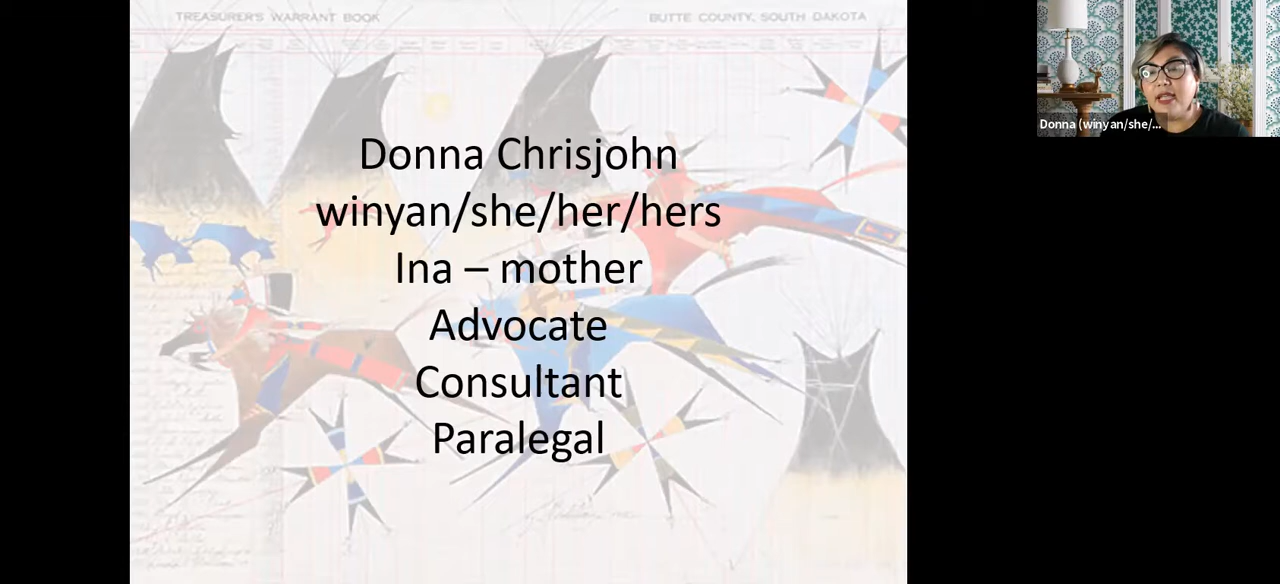 TREASURER'S WARRANT BOOK
BUTTE COUNTY, SOUTH DAKOTA
Donna Chrisjohn
winyan/she/her/hers
Ina – mother
Advocate
Consultant
Paralegal
Donna (winyan/she/...